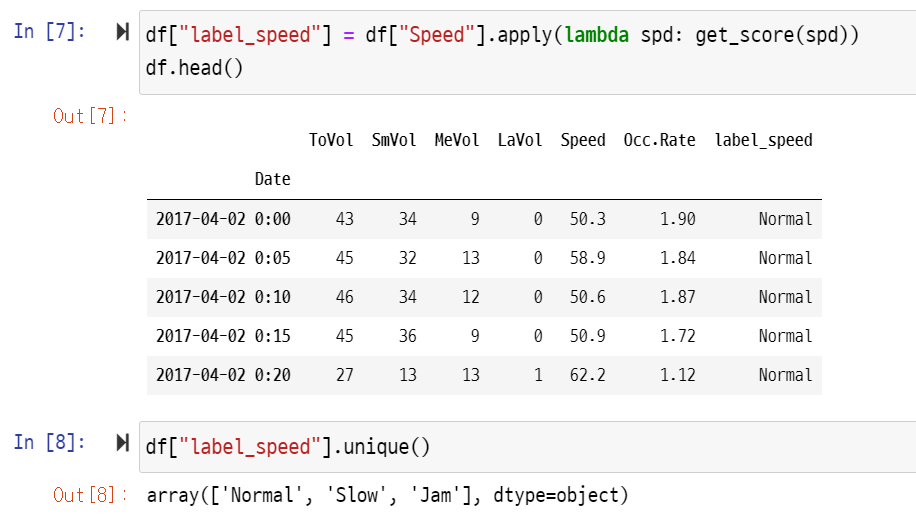 In [7]: df["label_speed"] = df["Speed"].apply(lambda spd: get_score(spd))
df.head()
Out[7]:
ToVol SmVol MeVol LaVol Speed Occ.Rate label_speed
Date
2017-04-02 0:00 43 34 9 0 50.3 1.90 Normal
2017-04-02 0:05 45 32 13 0 58.9 1.84 Normal
2017-04-02 0:10 46 34 12 0 50.6 1.87 Normal
2017-04-02 0:15 45 36 9 0 50.9 1.72 Normal
2017-04-02 0:20 27 13 13 1 62.2 1.12 Normal
In [8]: df["label_speed"].unique()
Out[8]: array(['Normal', 'Slow', 'Jam'], dtype=object)